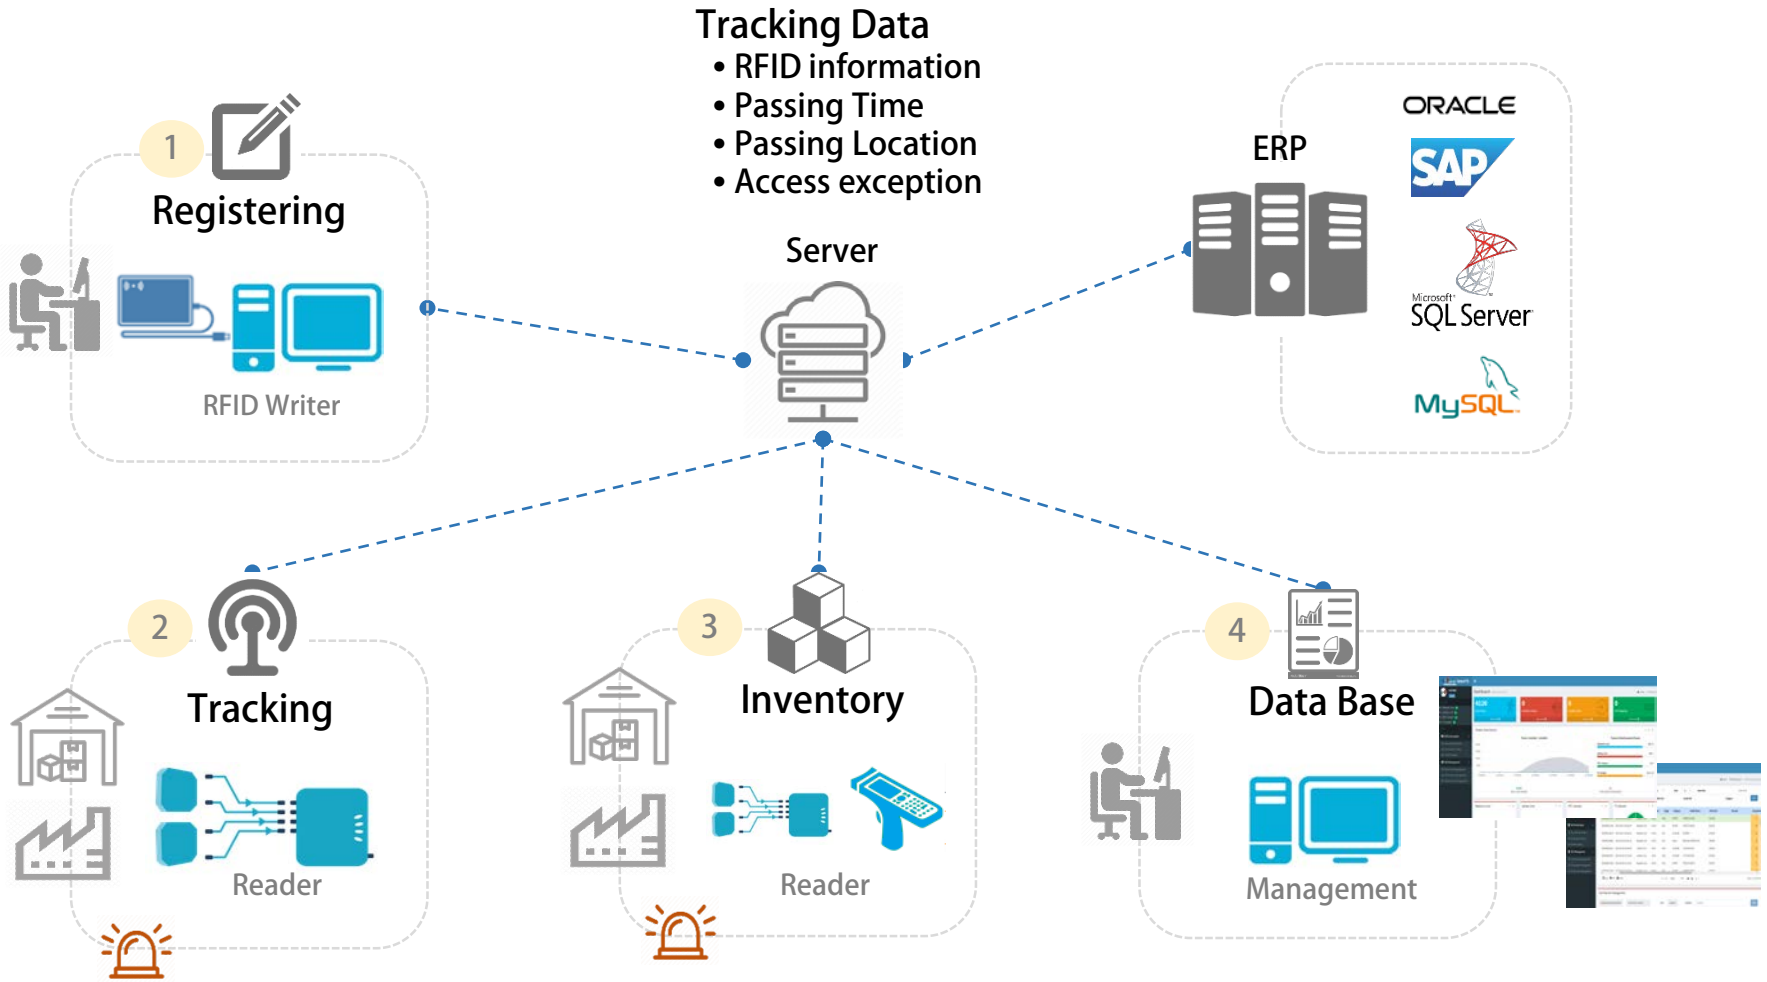 Tracking Data
• RFID information
• Passing Time
• Passing Location
• Access exception
1
Registering
RFID Writer
Server
ERP
ORACLE
SAP
Microsoft
SQL Server
MySQL
2
Tracking
Reader
3
Inventory
Reader
4
Data Base
Management